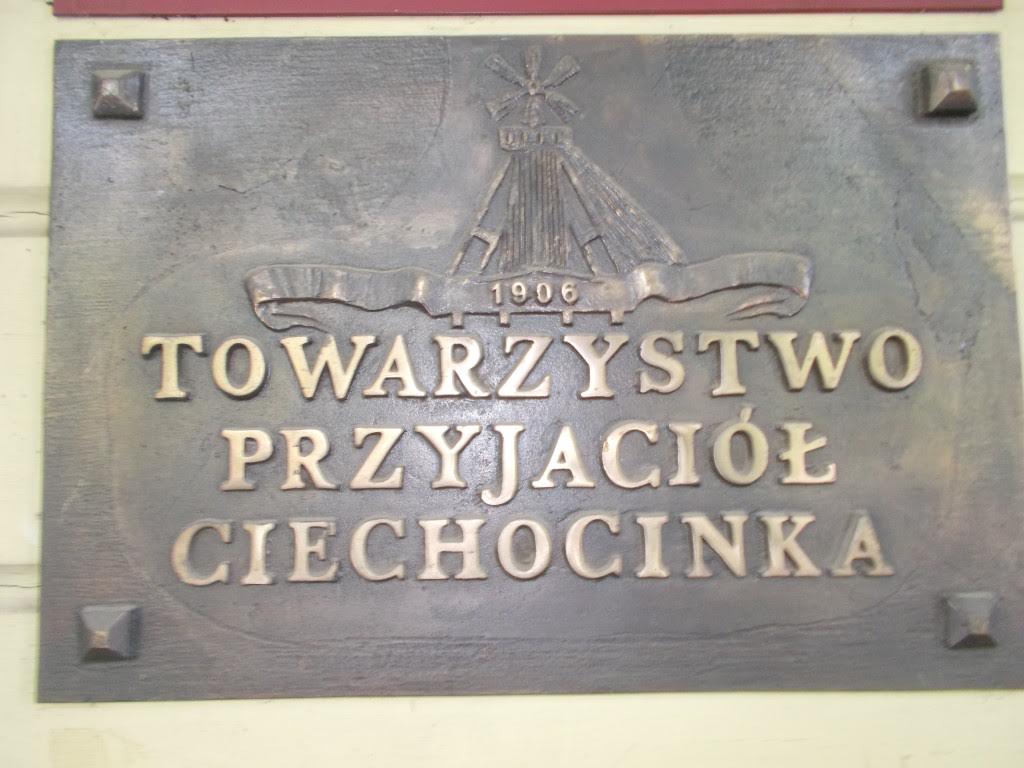 1906
TOWARZYSTWO
PRZYJACIÓŁ
CIECHOCINKA